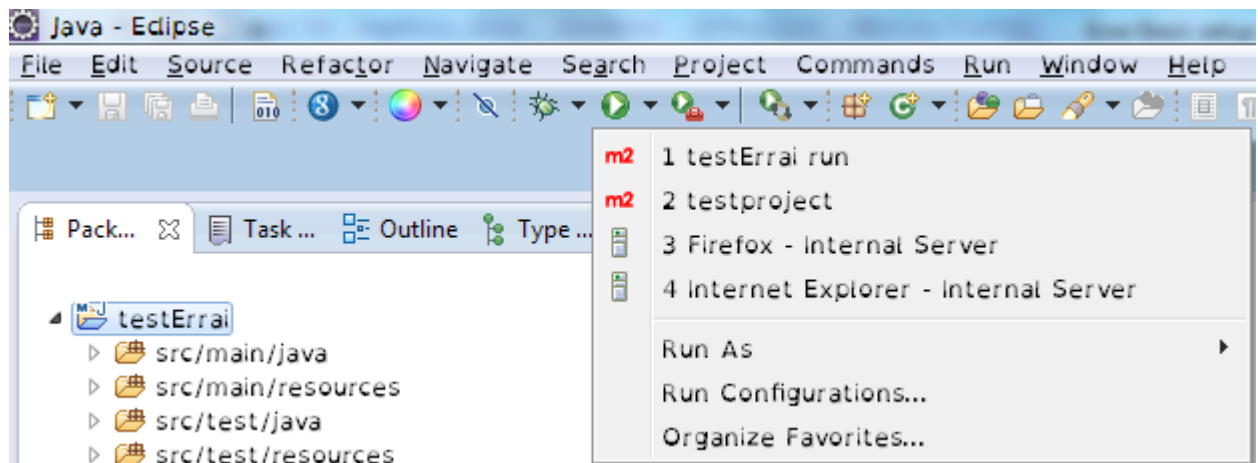 Java - Eclipse
File Edit Source Refactor Navigate Search Project Commands Run Window Help
010 8
m2 1 testErrai run
m2 2 testproject
3 Firefox - Internal Server
4 Internet Explorer - Internal Server
Run As
Run Configurations...
Organize Favorites...
Pack... Task ... Outline Type ...
testErrai
src/main/java
src/main/resources
src/test/java
src/test/resources